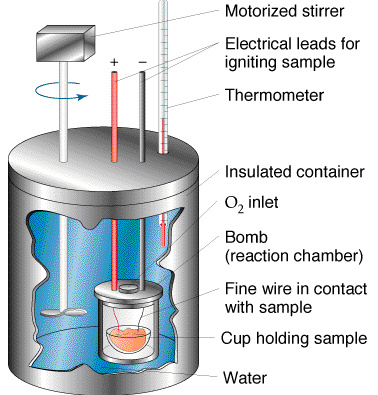 Motorized stirrer
Electrical leads for
igniting sample
+ −
Thermometer
Insulated container
O₂ inlet
Bomb
(reaction chamber)
Fine wire in contact
with sample
Cup holding sample
Water